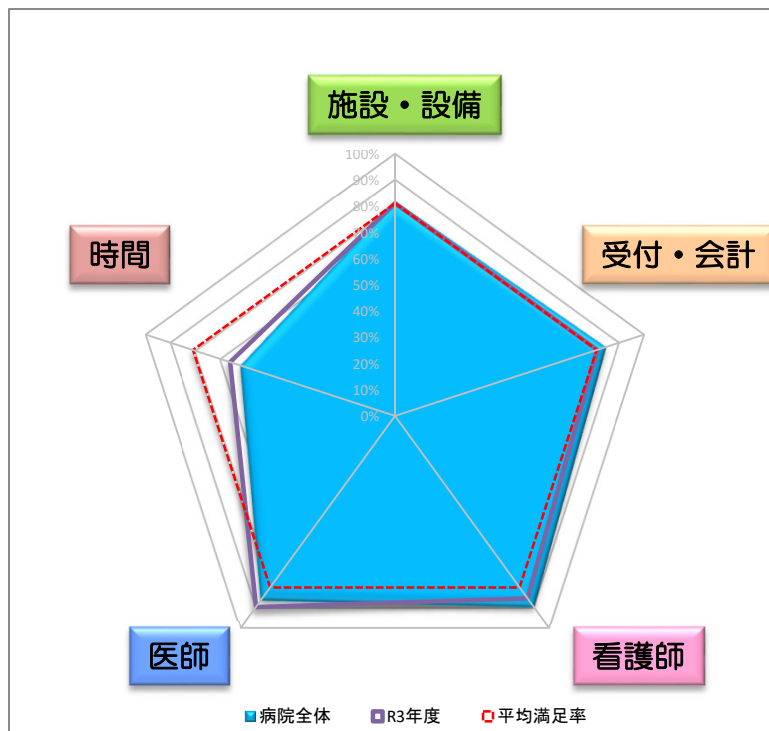 施設・設備
100%
90%
80%
70%
60%
50%
40%
30%
20%
10%
0%
時間
受付・会計
医師
看護師
病院全体
R3年度
平均満足率